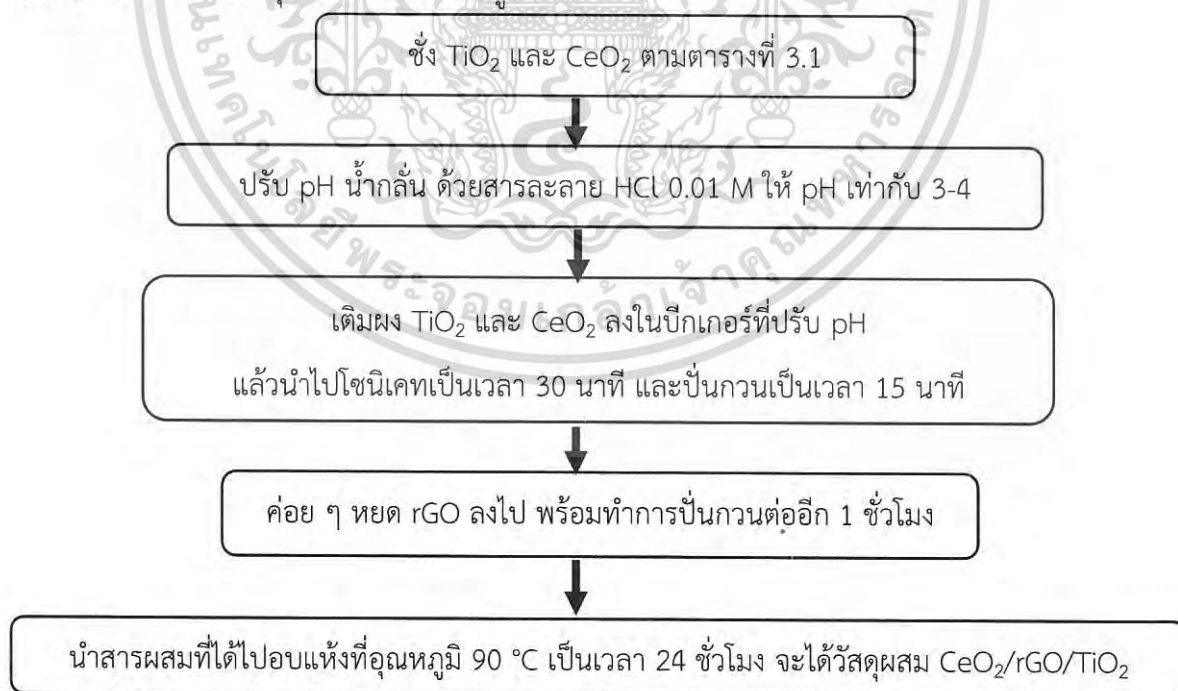 ชั่ง TiO₂ และ CeO₂ ตามตารางที่ 3.1
ปรับ pH น้ำกลั่น ด้วยสารละลาย HCl 0.01 M ให้ pH เท่ากับ 3-4
เติมผง TiO₂ และ CeO₂ ลงในบีกเกอร์ที่ปรับ pH
แล้วนำไปโซนิเคทเป็นเวลา 30 นาที และปั่นกวนเป็นเวลา 15 นาที
ค่อย ๆ หยด rGO ลงไป พร้อมทำการปั่นกวนต่ออีก 1 ชั่วโมง
นำสารผสมที่ได้ไปอบแห้งที่อุณหภูมิ 90 °C เป็นเวลา 24 ชั่วโมง จะได้วัสดุผสม CeO₂/rGO/TiO₂